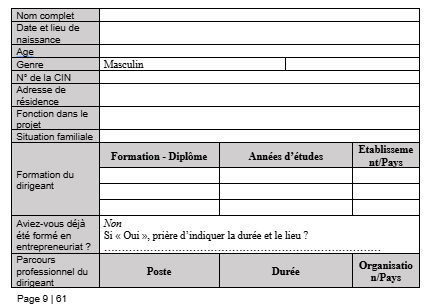 Nom complet
Date et lieu de
naissance
Age
Genre
Masculin
N° de la CIN
Adresse de
résidence
Fonction dans le
projet
Situation familiale
Formation du
dirigeant
Formation - Diplôme
Années d'études
Etablisseme
nt/Pays
Aviez-vous déjà
été formé en
entrepreneuriat ?
Non
Si « Oui », prière d'indiquer la durée et le lieu ?
……………………………………………………………
Parcours
professionnel du
dirigeant
Poste
Durée
Organisatio
n/Pays
Page 9 | 61